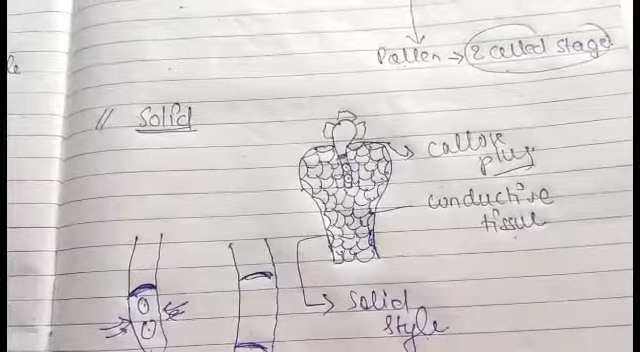 Pollen → 2 celled stage
// Solid
callose
plug
conductive
tissue
Solid
style